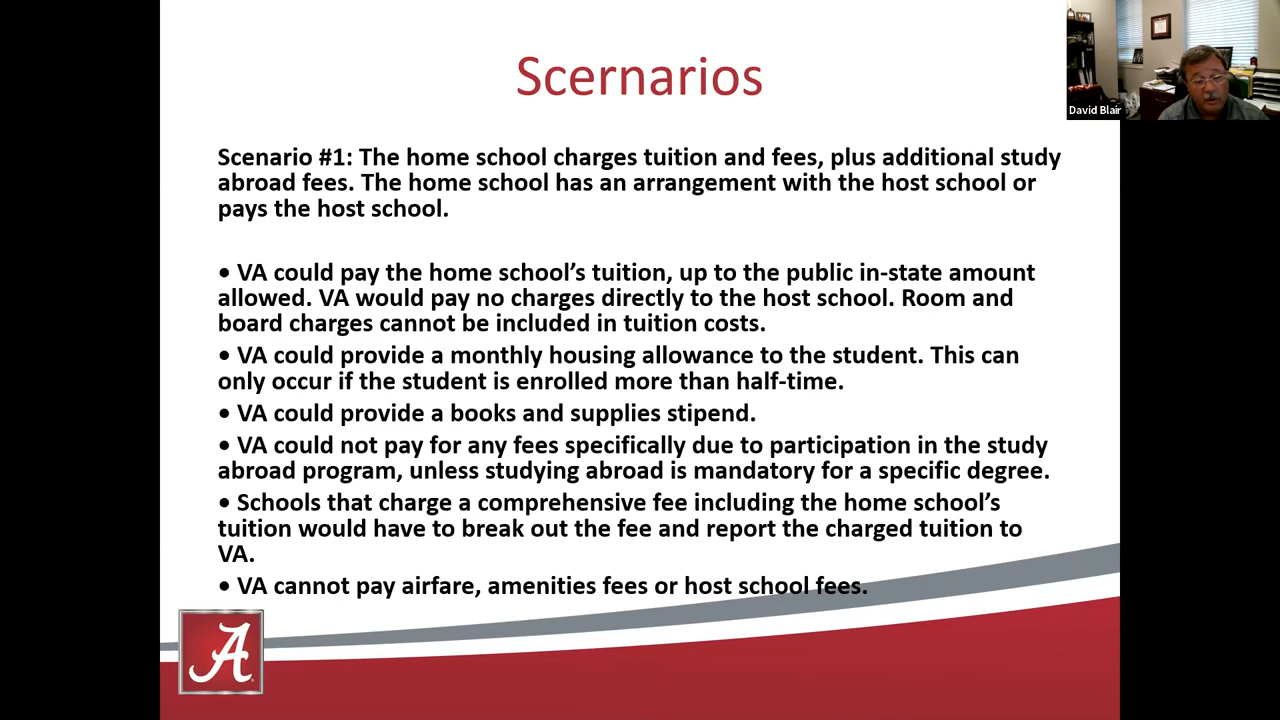 Scernarios
David Blair
Scenario #1: The home school charges tuition and fees, plus additional study
abroad fees. The home school has an arrangement with the host school or
pays the host school.
• VA could pay the home school’s tuition, up to the public in-state amount
allowed. VA would pay no charges directly to the host school. Room and
board charges cannot be included in tuition costs.
• VA could provide a monthly housing allowance to the student. This can
only occur if the student is enrolled more than half-time.
• VA could provide a books and supplies stipend.
• VA could not pay for any fees specifically due to participation in the study
abroad program, unless studying abroad is mandatory for a specific degree.
• Schools that charge a comprehensive fee including the home school’s
tuition would have to break out the fee and report the charged tuition to
VA.
• VA cannot pay airfare, amenities fees or host school fees.
A